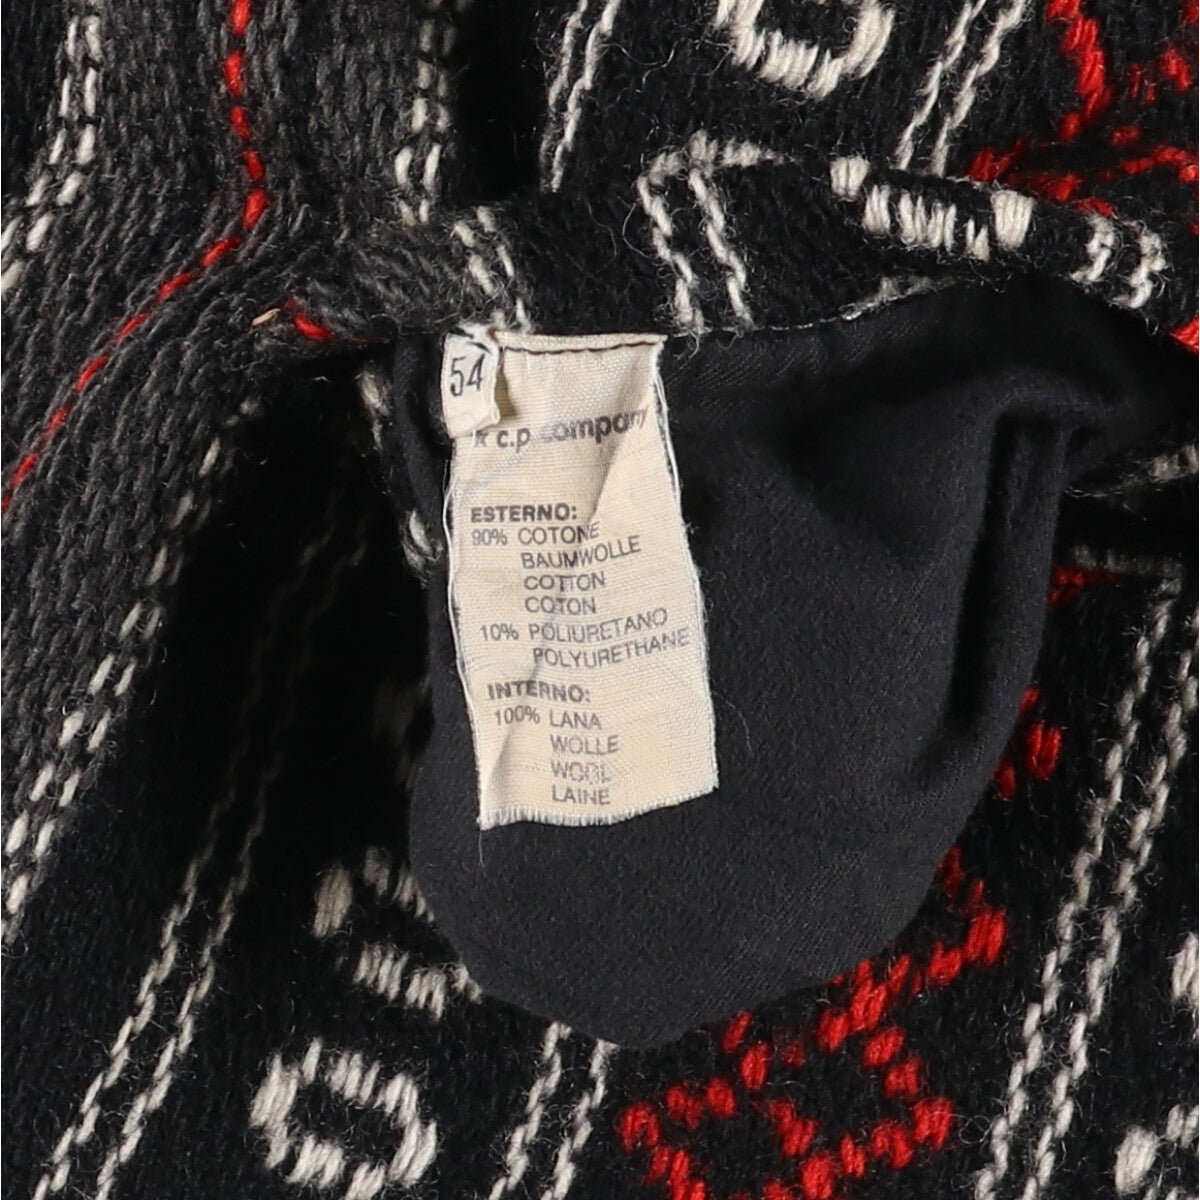 54
c.p company
ESTERNO:
90% COTONE
BAUMWOLLE
COTTON
COTON
10% POLIURETANO
POLYURETHANE
INTERNO:
100% LANA
WOLLE
WOOL
LAINE